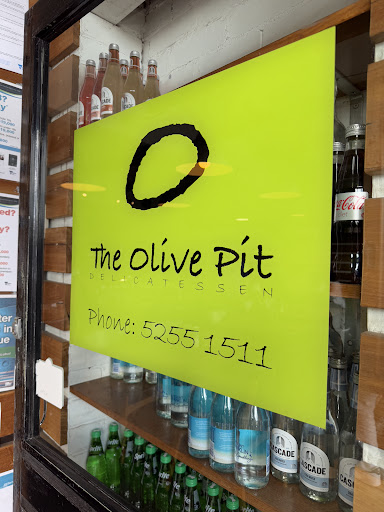 The Olive Pit
DELICATESSEN
Phone: 5255 1511
Coca-Cola
CASCADE
CASCADE